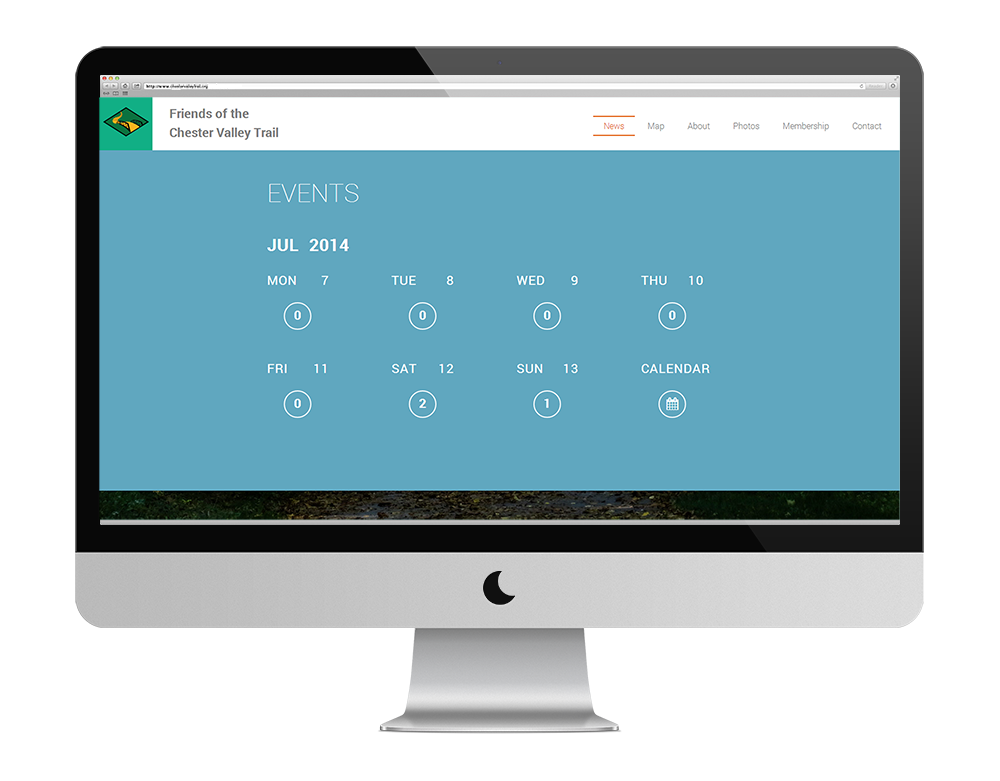 http://www.chestervalleytrail.org
Friends of the
Chester Valley Trail
News Map About Photos Membership Contact
EVENTS
JUL 2014
MON 7 TUE 8 WED 9 THU 10
0 0 0 0
FRI 11 SAT 12 SUN 13 CALENDAR
0 2 1